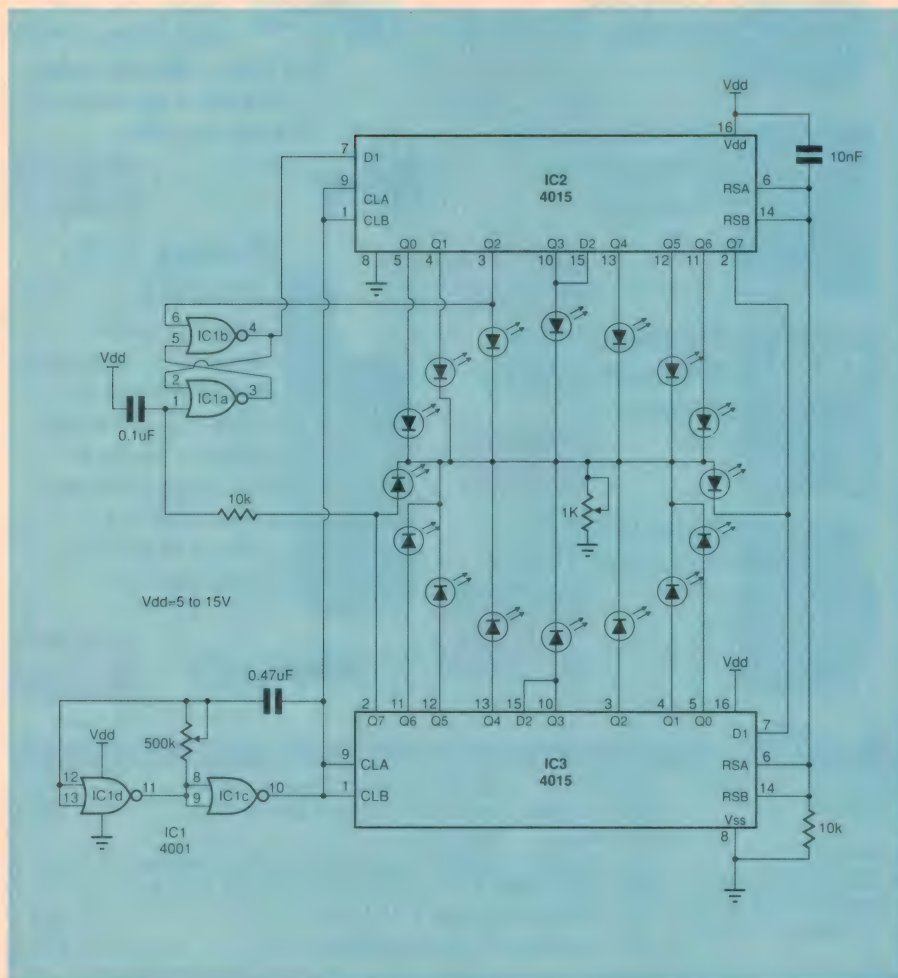 Vdd
16
Vdd
10nF
7 D1
IC2
4015
9
CLA
1
CLB
RSA 6
RSB 14
Q0 Q1 Q2 Q3 D2 Q4 Q5 Q6 Q7
8 5 4 3 10 15 13 12 11 2
6
5
IC1b
4
Vdd
2
1
IC1a
3
0.1uF
10k
1K
Vdd=5 to 15V
0.47uF
Vdd
2 11 12 13 15 10 3 4 5 16
Q7 Q6 Q5 Q4 D2 Q3 Q2 Q1 Q0
D1 7
500k
Vdd
12
13
IC1d
11
8
9
IC1c
10
9
CLA
1
CLB
IC3
4015
RSA 6
RSB 14
Vss
8
10k
IC1
4001